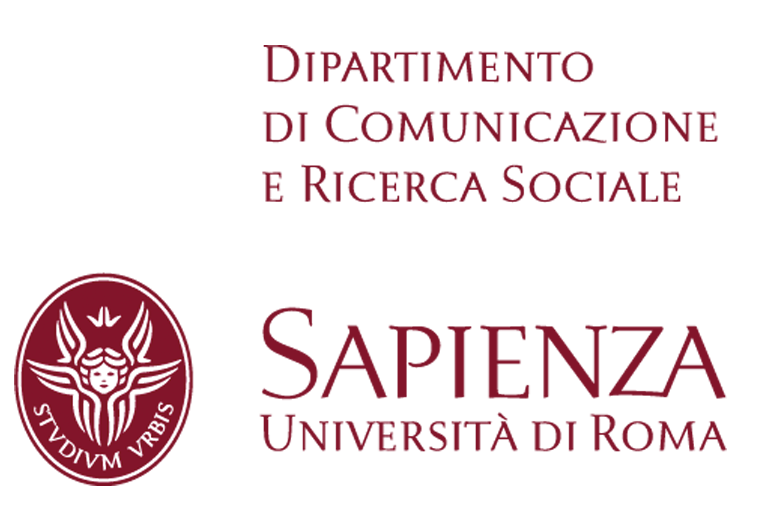 Dipartimento
di Comunicazione
e Ricerca Sociale
Sapienza
Università di Roma
STVDIVM VRBIS